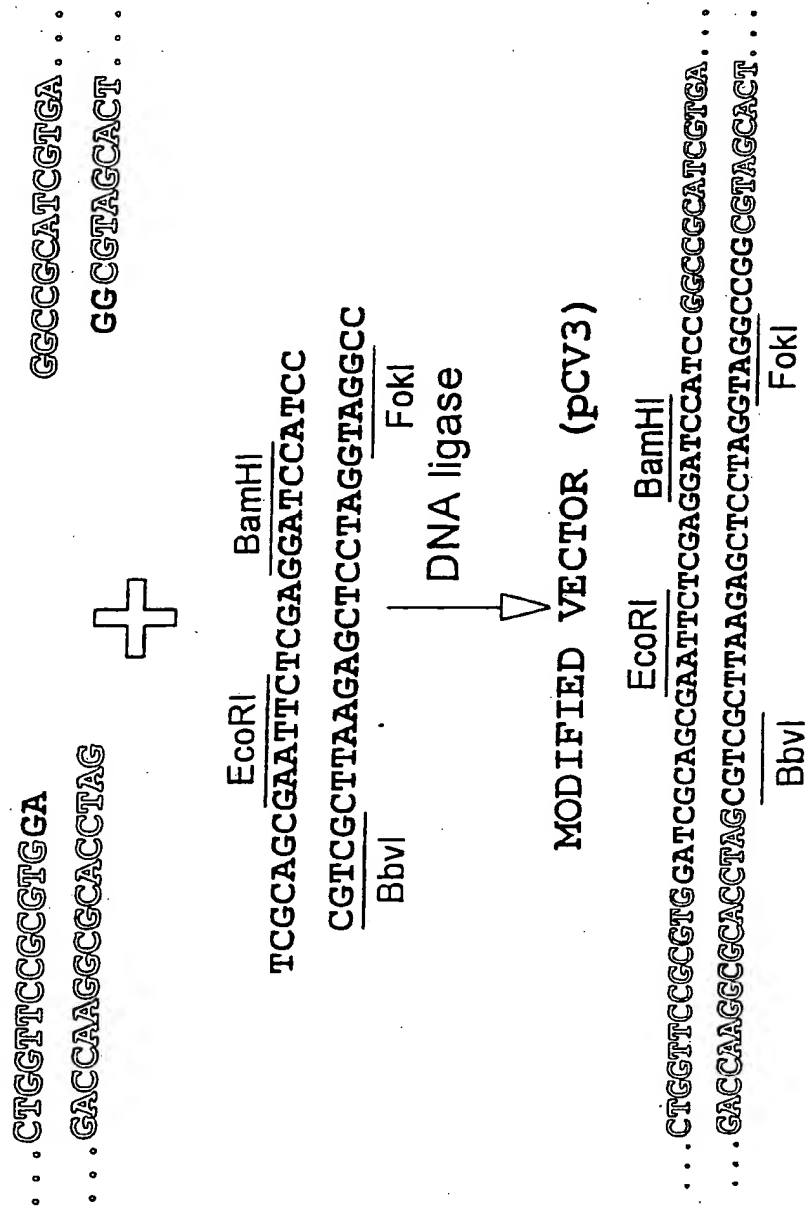 ...CTGGTTCCGCGTGGA GGCCGCATCGTGA....
...GACCAAGGCGCACCTAG GGCGTAGCACT....
EcoRI BamHI
TCGCAGCGAATTCTCGAGGATCCATCC
CGTCGCTTAAGAGCTCCTAGGTAGGCC
BbvI FokI
DNA ligase
MODIFIED VECTOR (pCV3)
EcoRI BamHI
...CTGGTTCCGCGTGGATCGCAGCGAATTCTCGAGGATCCATCCGGCCGCATCGTGA...
...GACCAAGGCGCACCTAGCGTCGCTTAAGAGCTCCTAGGTAGGCCGGCGTAGCACT...
BbvI FokI